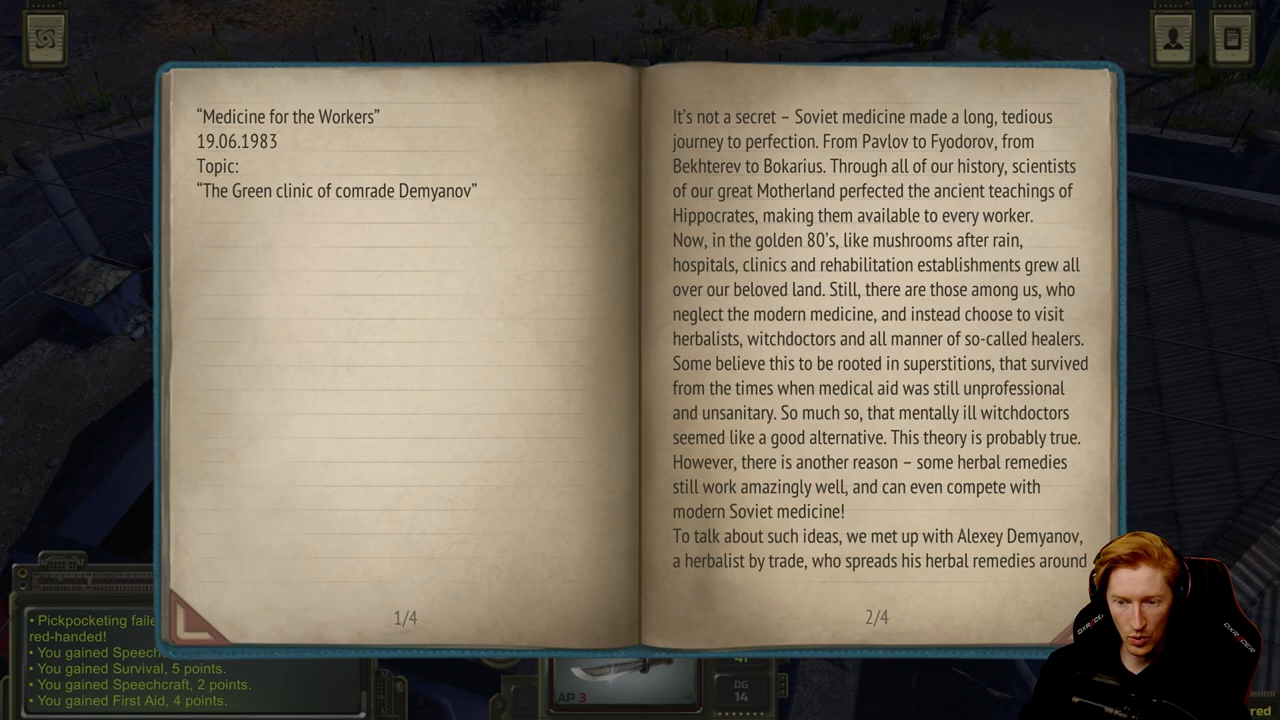 “Medicine for the Workers”
19.06.1983
Topic:
“The Green clinic of comrade Demyanov”
1/4
It's not a secret – Soviet medicine made a long, tedious
journey to perfection. From Pavlov to Fyodorov, from
Bekhterev to Bokarius. Through all of our history, scientists
of our great Motherland perfected the ancient teachings of
Hippocrates, making them available to every worker.
Now, in the golden 80's, like mushrooms after rain,
hospitals, clinics and rehabilitation establishments grew all
over our beloved land. Still, there are those among us, who
neglect the modern medicine, and instead choose to visit
herbalists, witchdoctors and all manner of so-called healers.
Some believe this to be rooted in superstitions, that survived
from the times when medical aid was still unprofessional
and unsanitary. So much so, that mentally ill witchdoctors
seemed like a good alternative. This theory is probably true.
However, there is another reason – some herbal remedies
still work amazingly well, and can even compete with
modern Soviet medicine!
To talk about such ideas, we met up with Alexey Demyanov,
a herbalist by trade, who spreads his herbal remedies around
2/4
• Pickpocketing faile
red-handed!
• You gained Speech
• You gained Survival, 5 points.
• You gained Speechcraft, 2 points.
• You gained First Aid, 4 points.
AP 3
DG
14
DXRACER
DXRACER
red